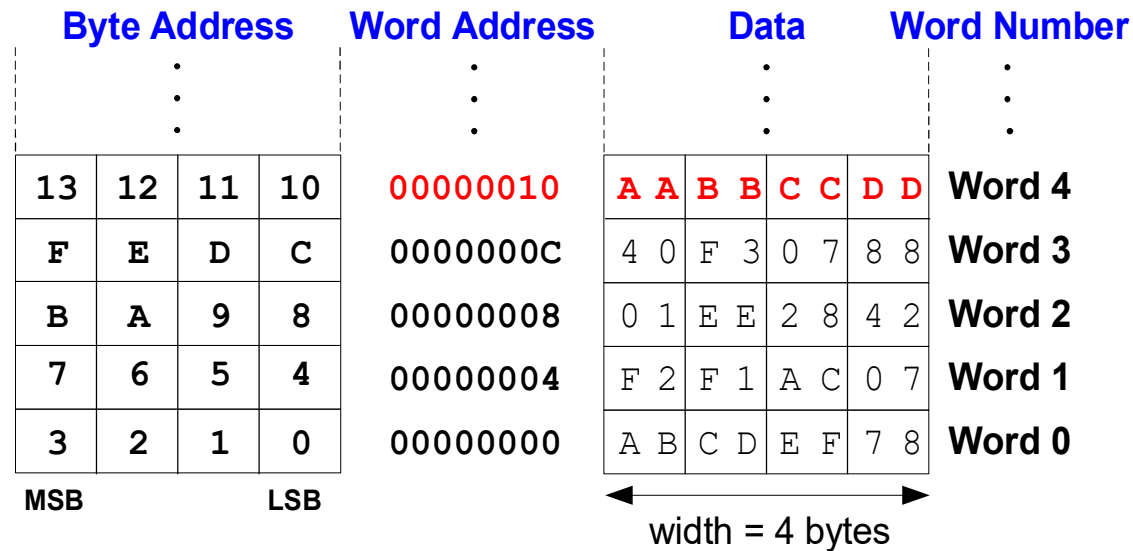 Byte Address Word Address Data Word Number
13 12 11 10 00000010 A A B B C C D D Word 4
F E D C 0000000C 4 0 F 3 0 7 8 8 Word 3
B A 9 8 00000008 0 1 E E 2 8 4 2 Word 2
7 6 5 4 00000004 F 2 F 1 A C 0 7 Word 1
3 2 1 0 00000000 A B C D E F 7 8 Word 0
MSB LSB
width = 4 bytes